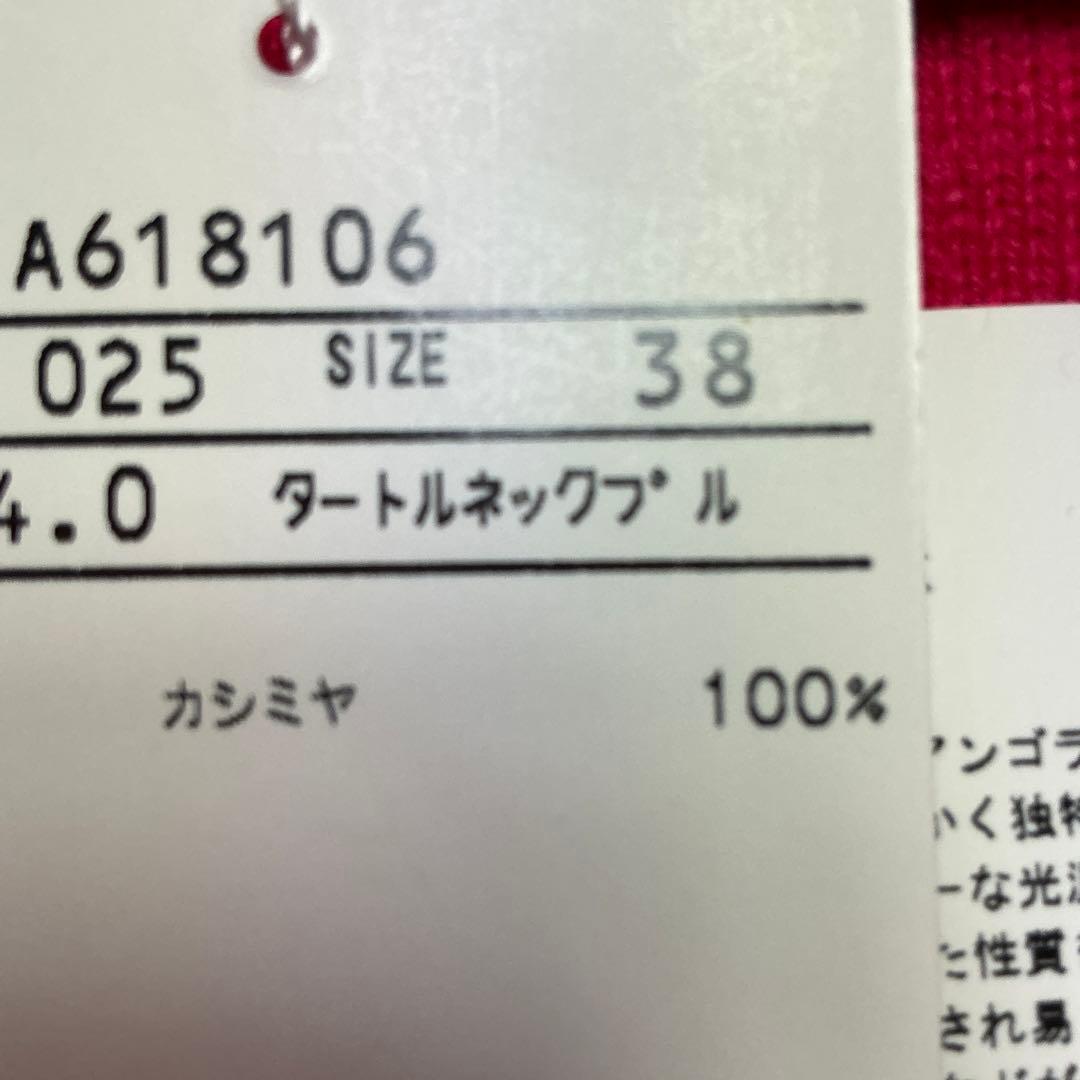 A618106
025 SIZE 38
4.0 タートルネックプル
カシミヤ 100%
アンゴラ
かく独特
ーな光沢
た性質
され易